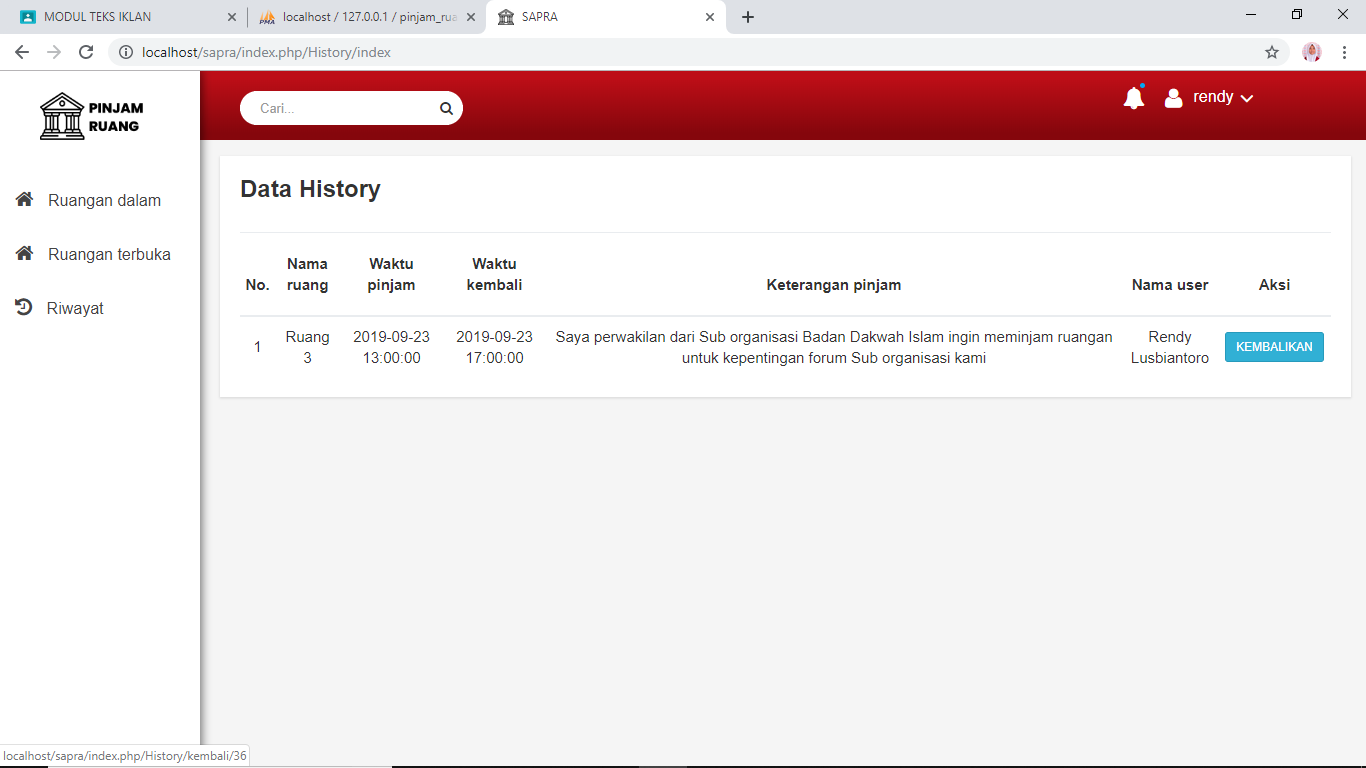 MODUL TEKS IKLAN
localhost / 127.0.0.1 / pinjam_rua
SAPRA
localhost/sapra/index.php/History/index
PINJAM
RUANG
Cari...
rendy
Ruangan dalam
Ruangan terbuka
Riwayat
Data History
No.
Nama
ruang
Waktu
pinjam
Waktu
kembali
Keterangan pinjam
Nama user
Aksi
1
Ruang
3
2019-09-23
13:00:00
2019-09-23
17:00:00
Saya perwakilan dari Sub organisasi Badan Dakwah Islam ingin meminjam ruangan
untuk kepentingan forum Sub organisasi kami
Rendy
Lusbiantoro
KEMBALIKAN
localhost/sapra/index.php/History/kembali/36